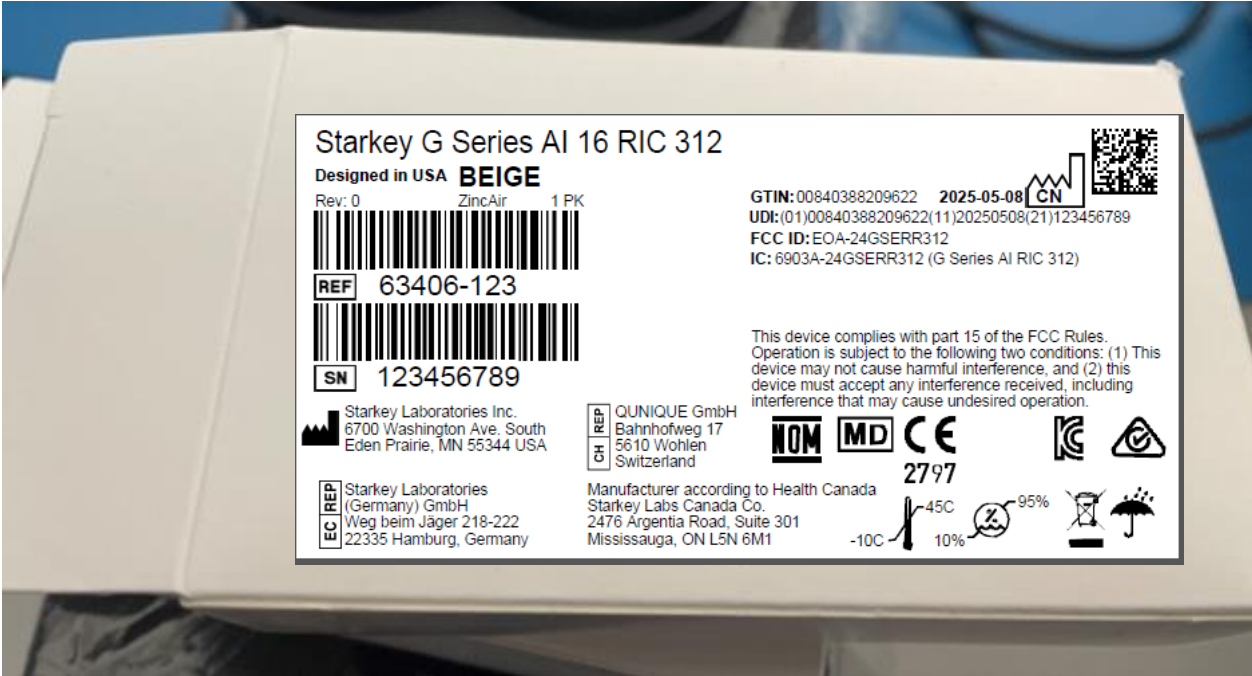 Starkey G Series AI 16 RIC 312
Designed in USA BEIGE
Rev: 0 ZincAir 1 PK
REF 63406-123
SN 123456789
Starkey Laboratories Inc.
6700 Washington Ave. South
Eden Prairie, MN 55344 USA
EC REP
Starkey Laboratories
(Germany) GmbH
Weg beim Jäger 218-222
22335 Hamburg, Germany
CH REP
QUNIQUE GmbH
Bahnhofweg 17
5610 Wohlen
Switzerland
Manufacturer according to Health Canada
Starkey Labs Canada Co.
2476 Argentia Road, Suite 301
Mississauga, ON L5N 6M1
GTIN: 00840388209622 2025-05-08 CN
UDI:(01)00840388209622(11)20250508(21)123456789
FCC ID: EOA-24GSERR312
IC: 6903A-24GSERR312 (G Series AI RIC 312)
This device complies with part 15 of the FCC Rules.
Operation is subject to the following two conditions: (1) This
device may not cause harmful interference, and (2) this
device must accept any interference received, including
interference that may cause undesired operation.
NOM MD CE KC
2797
45C 95%
-10C 10%